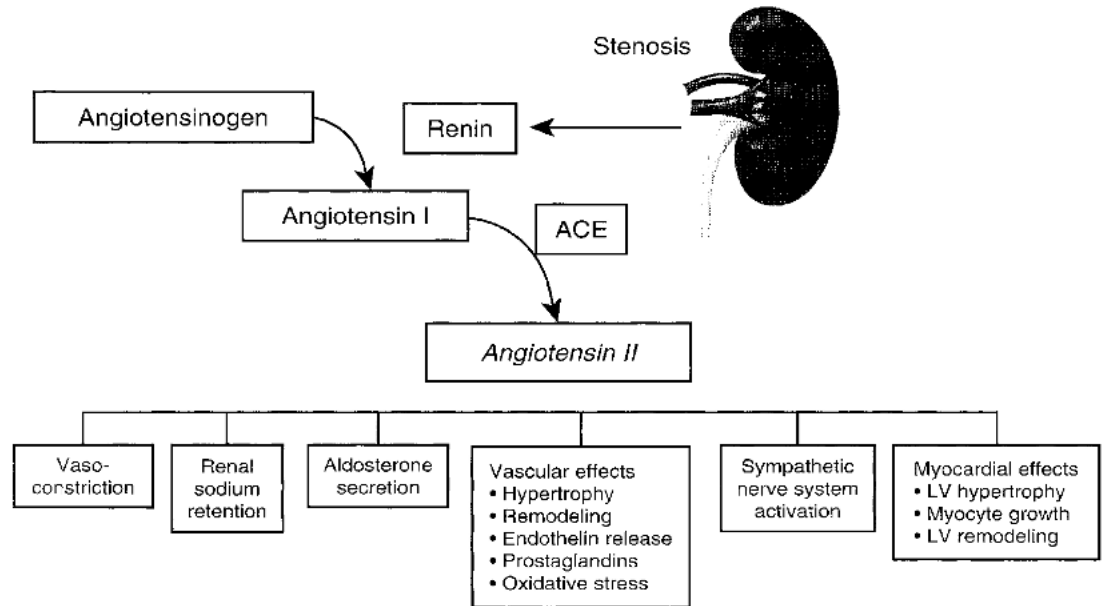 Stenosis
Angiotensinogen
Renin
Angiotensin I
ACE
Angiotensin II
Vaso-
constriction
Renal
sodium
retention
Aldosterone
secretion
Vascular effects
• Hypertrophy
• Remodeling
• Endothelin release
• Prostaglandins
• Oxidative stress
Sympathetic
nerve system
activation
Myocardial effects
• LV hypertrophy
• Myocyte growth
• LV remodeling